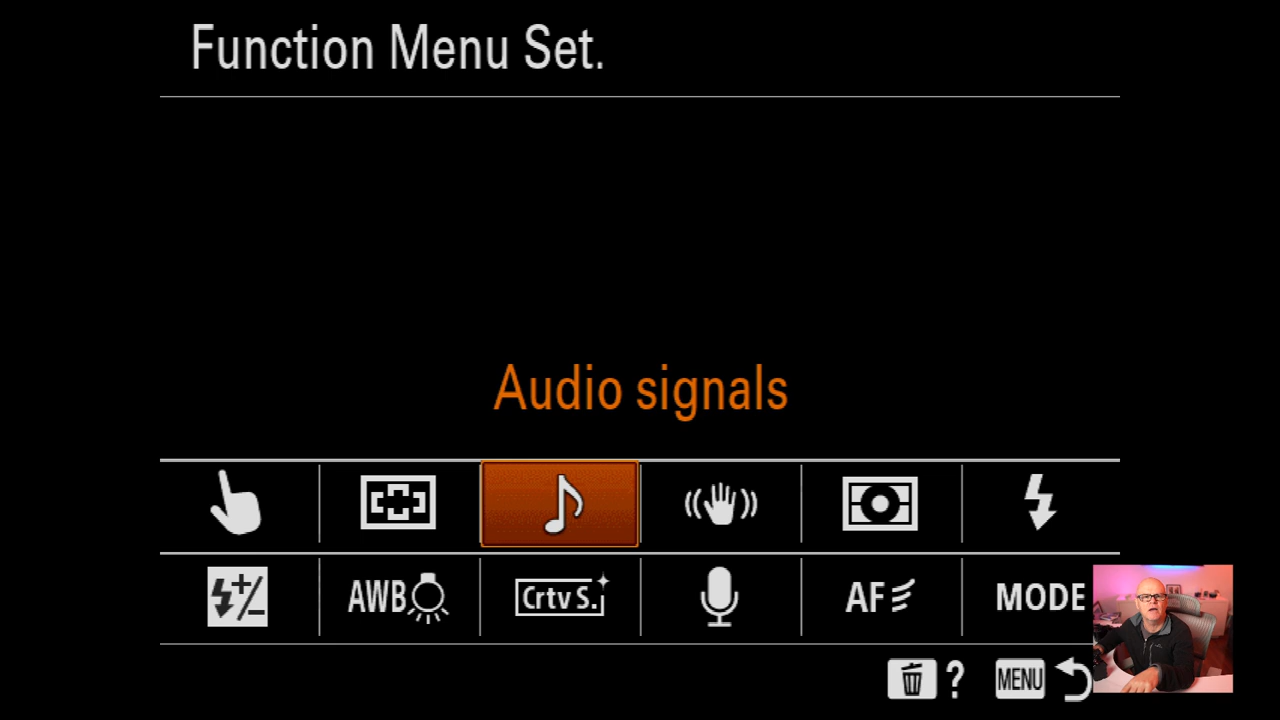 Function Menu Set.
Audio signals
AWB Crtv S. AF MODE
? MENU